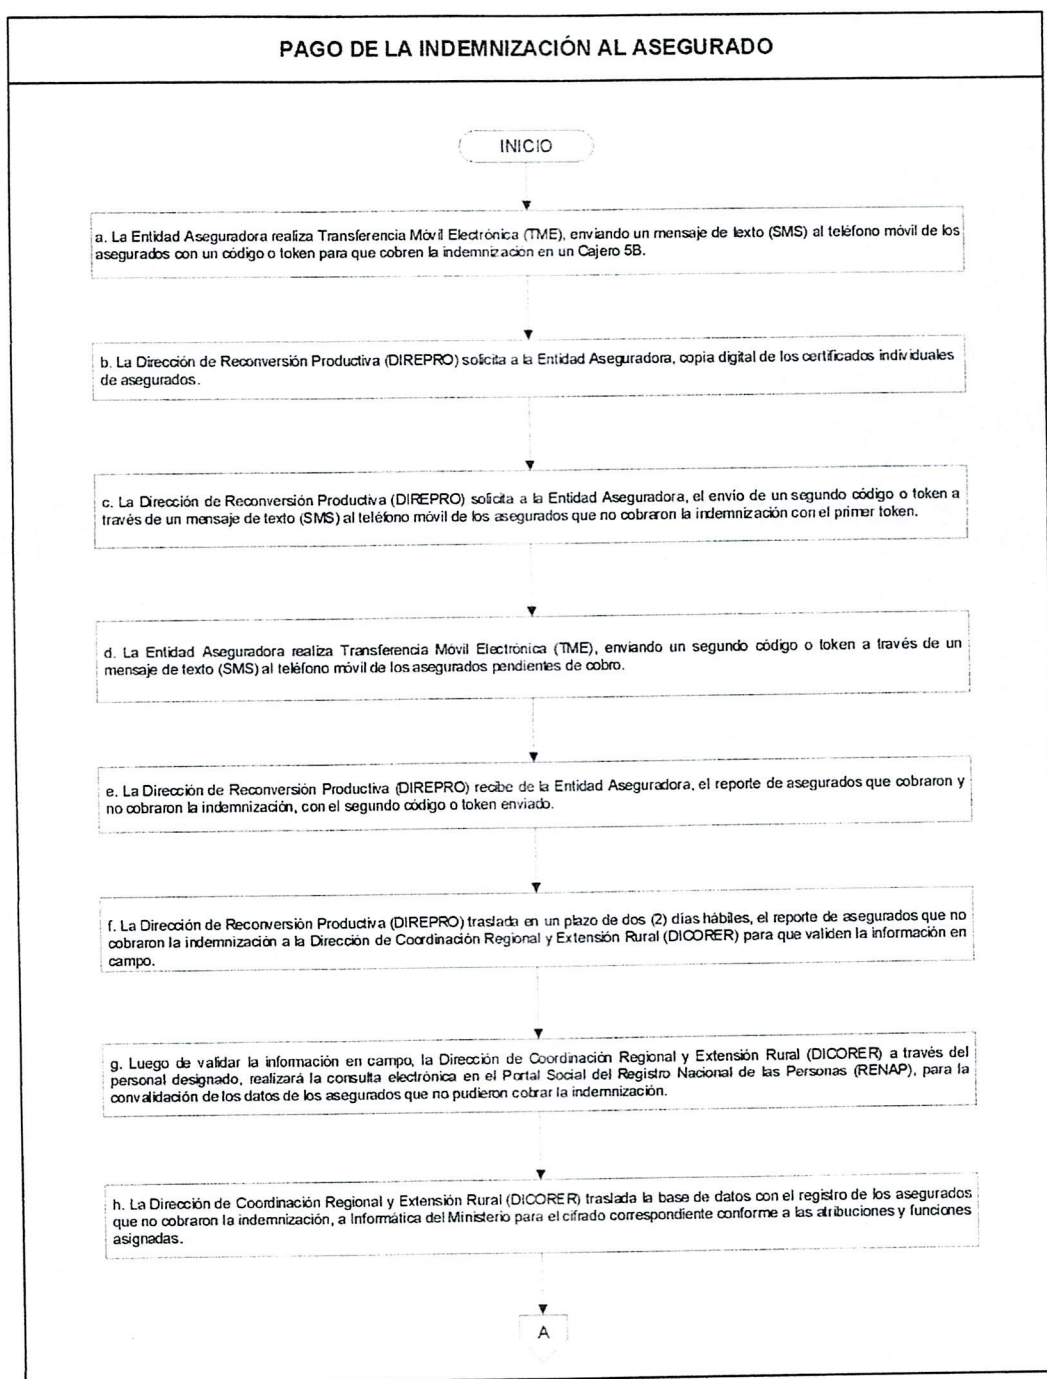 PAGO DE LA INDEMNIZACIÓN AL ASEGURADO
INICIO
a. La Entidad Aseguradora realiza Transferencia Móvil Electrónica (TME), enviando un mensaje de texto (SMS) al teléfono móvil de los
asegurados con un código o token para que cobren la indemnización en un Cajero 5B.
b. La Dirección de Reconversión Productiva (DIREPRO) solicita a la Entidad Aseguradora, copia digital de los certificados individuales
de asegurados.
c. La Dirección de Reconversión Productiva (DIREPRO) solicita a la Entidad Aseguradora, el envío de un segundo código o token a
través de un mensaje de texto (SMS) al teléfono móvil de los asegurados que no cobraron la indemnización con el primer token.
d. La Entidad Aseguradora realiza Transferencia Móvil Electrónica (TME), enviando un segundo código o token a través de un
mensaje de texto (SMS) al teléfono móvil de los asegurados pendientes de cobro.
e. La Dirección de Reconversión Productiva (DIREPRO) recibe de la Entidad Aseguradora, el reporte de asegurados que cobraron y
no cobraron la indemnización, con el segundo código o token enviado.
f. La Dirección de Reconversión Productiva (DIREPRO) traslada en un plazo de dos (2) días hábiles, el reporte de asegurados que no
cobraron la indemnización a la Dirección de Coordinación Regional y Extensión Rural (DICORER) para que validen la información en
campo.
g. Luego de validar la información en campo, la Dirección de Coordinación Regional y Extensión Rural (DICORER) a través del
personal designado, realizará la consulta electrónica en el Portal Social del Registro Nacional de las Personas (RENAP), para la
convalidación de los datos de los asegurados que no pudieron cobrar la indemnización.
h. La Dirección de Coordinación Regional y Extensión Rural (DICORER) traslada la base de datos con el registro de los asegurados
que no cobraron la indemnización, a Informática del Ministerio para el cifrado correspondiente conforme a las atribuciones y funciones
asignadas.
A